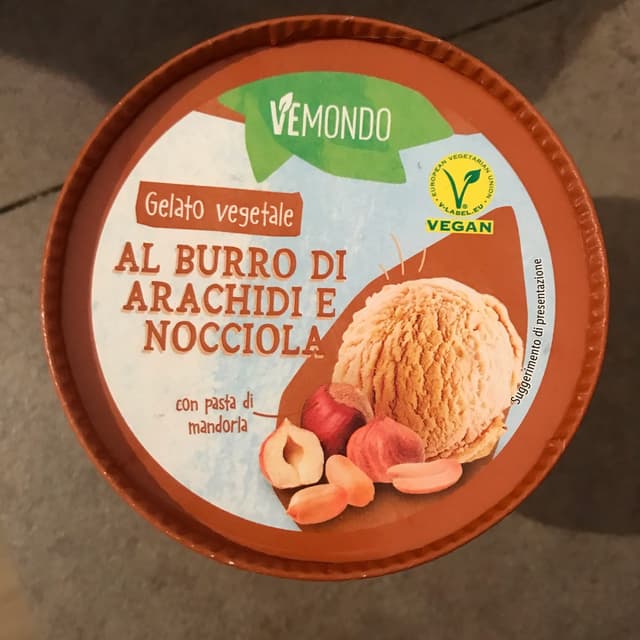 VEMONDO
Gelato vegetale
AL BURRO DI
ARACHIDI E
NOCCIOLA
con pasta di
mandorla
EUROPEAN VEGETARIAN UNION
V-LABEL.EU
VEGAN
Suggerimento di presentazione